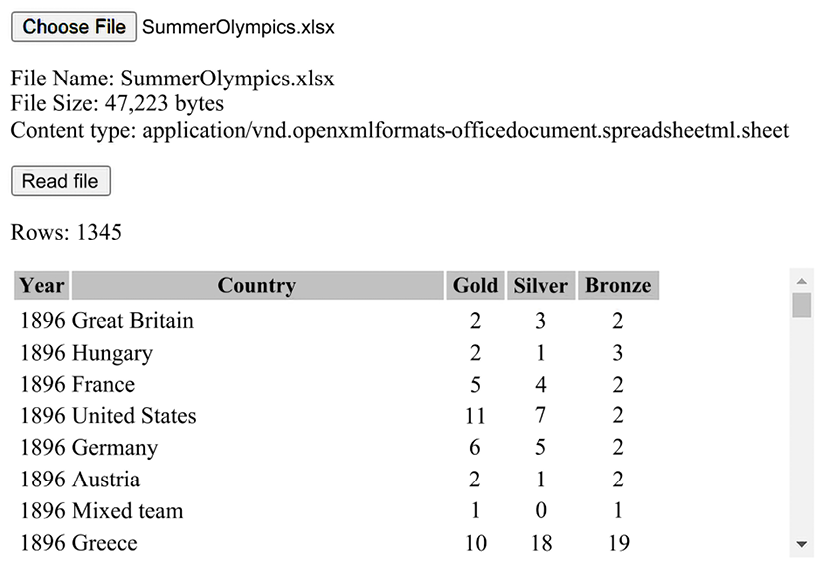 Choose File SummerOlympics.xlsx
File Name: SummerOlympics.xlsx
File Size: 47,223 bytes
Content type: application/vnd.openxmlformats-officedocument.spreadsheetml.sheet
Read file
Rows: 1345
Year Country Gold Silver Bronze
1896 Great Britain 2 3 2
1896 Hungary 2 1 3
1896 France 5 4 2
1896 United States 11 7 2
1896 Germany 6 5 2
1896 Austria 2 1 2
1896 Mixed team 1 0 1
1896 Greece 10 18 19